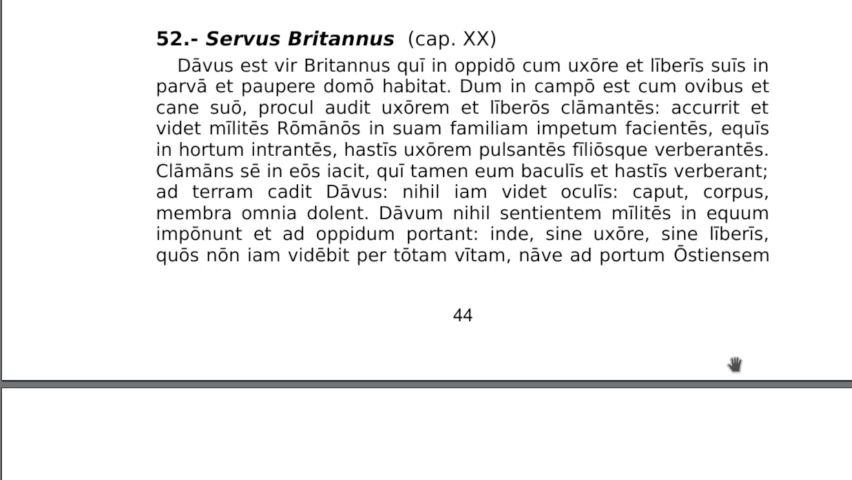 52.- Servus Britannus (cap. XX)
Dāvus est vir Britannus quī in oppidō cum uxōre et līberīs suīs in
parvā et paupere domō habitat. Dum in campō est cum ovibus et
cane suō, procul audit uxōrem et līberōs clāmantēs: accurrit et
videt mīlitēs Rōmānōs in suam familiam impetum facientēs, equīs
in hortum intrantēs, hastīs uxōrem pulsantēs fīliōsque verberantēs.
Clāmāns sē in eōs iacit, quī tamen eum baculīs et hastīs verberant;
ad terram cadit Dāvus: nihil iam videt oculīs: caput, corpus,
membra omnia dolent. Dāvum nihil sentientem mīlitēs in equum
impōnunt et ad oppidum portant: inde, sine uxōre, sine līberīs,
quōs nōn iam vidēbit per tōtam vītam, nāve ad portum Ōstiensem
44